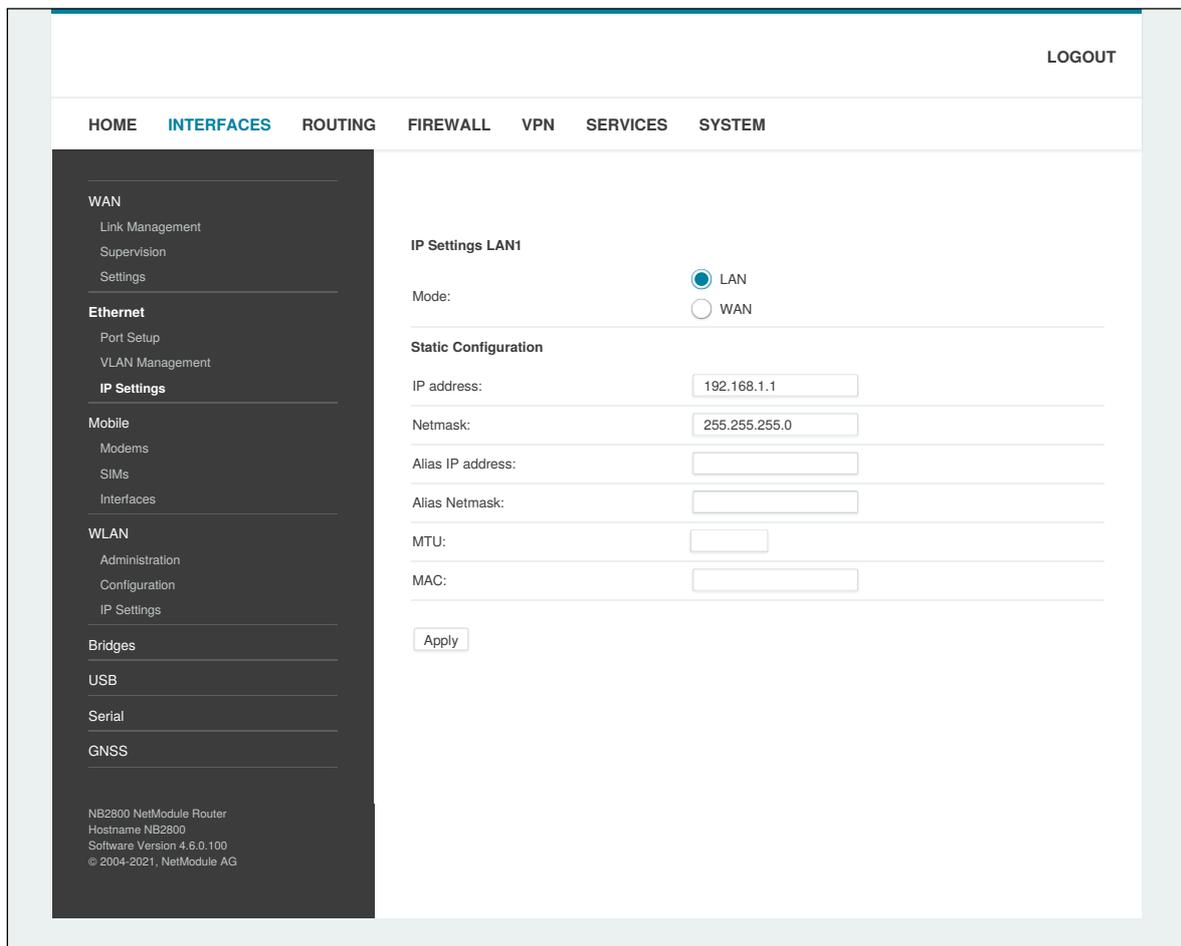 LOGOUT
HOME INTERFACES ROUTING FIREWALL VPN SERVICES SYSTEM
WAN
Link Management
Supervision
Settings
Ethernet
Port Setup
VLAN Management
IP Settings
Mobile
Modems
SIMs
Interfaces
WLAN
Administration
Configuration
IP Settings
Bridges
USB
Serial
GNSS
NB2800 NetModule Router
Hostname NB2800
Software Version 4.6.0.100
© 2004-2021, NetModule AG
IP Settings LAN1
Mode:
LAN
WAN
Static Configuration
IP address: 192.168.1.1
Netmask: 255.255.255.0
Alias IP address:
Alias Netmask:
MTU:
MAC:
Apply